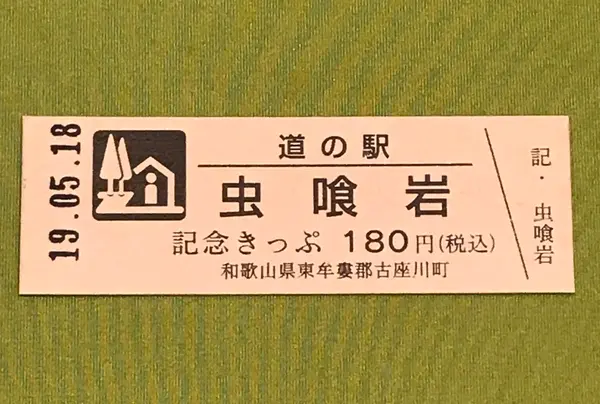 19.05.18
道の駅
虫喰岩
記念きっぷ 180円(税込)
和歌山県東牟婁郡古座川町
記・虫喰岩